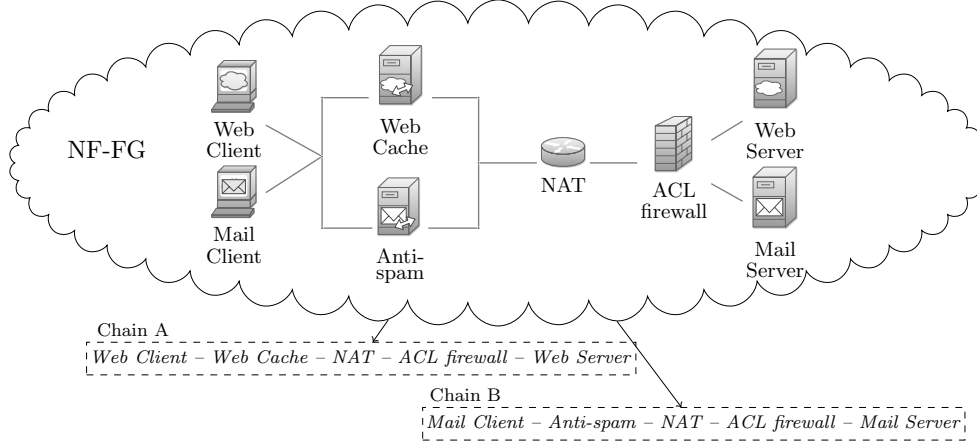 NF-FG
Web
Client
Mail
Client
Web
Cache
Anti-
spam
NAT
ACL
firewall
Web
Server
Mail
Server
Chain A
Web Client – Web Cache – NAT – ACL firewall – Web Server
Chain B
Mail Client – Anti-spam – NAT – ACL firewall – Mail Server